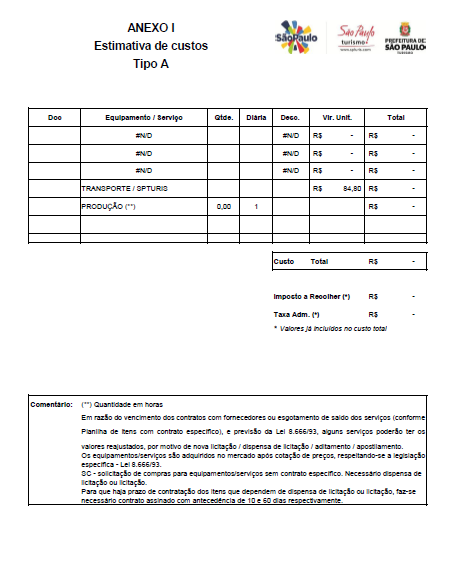 ANEXO I
Estimativa de custos
Tipo A
São Paulo
São Paulo
turismo
www.spturis.com
PREFEITURA DE
SÃO PAULO
TURISMO
Doc Equipamento / Serviço Qtde. Diária Desc. Vlr. Unit. Total
#N/D #N/D R$ - R$ -
#N/D #N/D R$ - R$ -
#N/D #N/D R$ - R$ -
TRANSPORTE / SPTURIS R$ 84,80 R$ -
PRODUÇÃO (**) 0,00 1 R$ -
Custo Total R$ -
Imposto a Recolher (*) R$ -
Taxa Adm. (*) R$ -
* Valores já incluídos no custo total
Comentário: (**) Quantidade em horas
Em razão do vencimento dos contratos com fornecedores ou esgotamento de saldo dos serviços (conforme
Planilha de itens com contrato específico), e previsão da Lei 8.666/93, alguns serviços poderão ter os
valores reajustados, por motivo de nova licitação / dispensa de licitação / aditamento / apostilamento.
Os equipamentos/serviços são adquiridos no mercado após cotação de preços, respeitando-se a legislação
específica - Lei 8.666/93.
SC - solicitação de compras para equipamentos/serviços sem contrato específico. Necessário dispensa de
licitação ou licitação.
Para que haja prazo de contratação dos itens que dependem de dispensa de licitação ou licitação, faz-se
necessário contrato assinado com antecedência de 10 e 60 dias respectivamente.